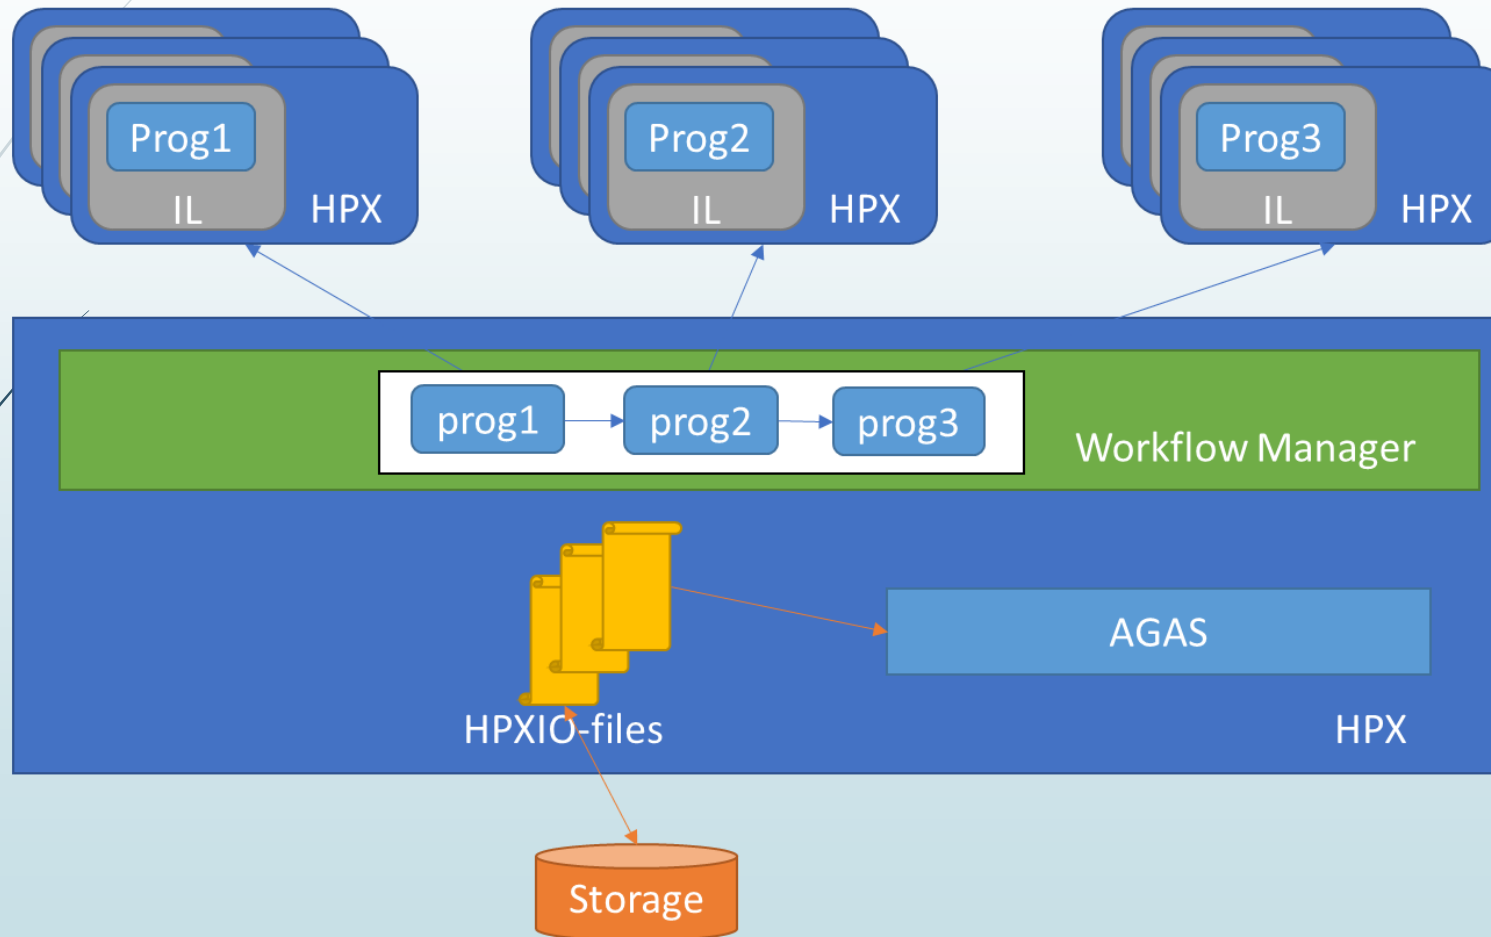 Prog1
IL
HPX
Prog2
IL
HPX
Prog3
IL
HPX
prog1
prog2
prog3
Workflow Manager
AGAS
HPXIO-files
HPX
Storage